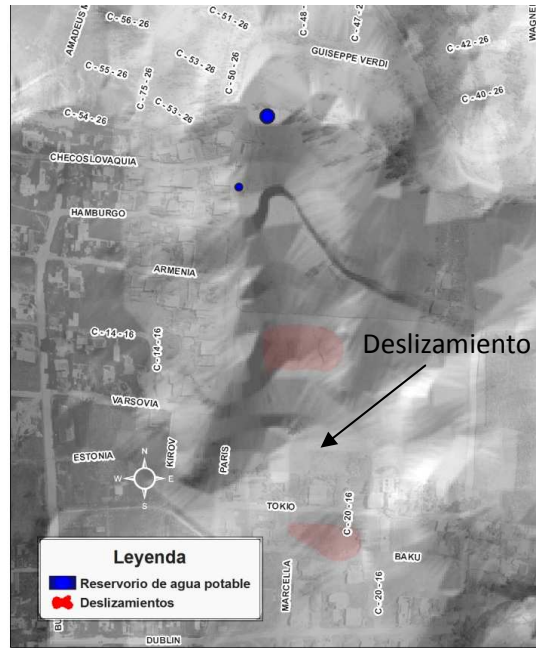 AMADEUS M
C - 56 - 26
C - 51 - 26
C - 48 -
C - 47 - 2
WAGNE
C - 55 - 26
C - 53 - 26
GUISEPPE VERDI
C - 42 - 26
C - 75 - 26
C - 50 - 26
C - 54 - 26
C - 53 - 26
C - 40 - 26
CHECOSLOVAQUIA
HAMBURGO
ARMENIA
C - 14 - 16
C - 14 - 16
Deslizamiento
VARSOVIA
ESTONIA
KIROV
PARIS
N
W
E
S
TOKIO
C - 20 - 16
BAKU
MARCELLA
C - 20 - 16
Leyenda
Reservorio de agua potable
Deslizamientos
BU
DUBLIN